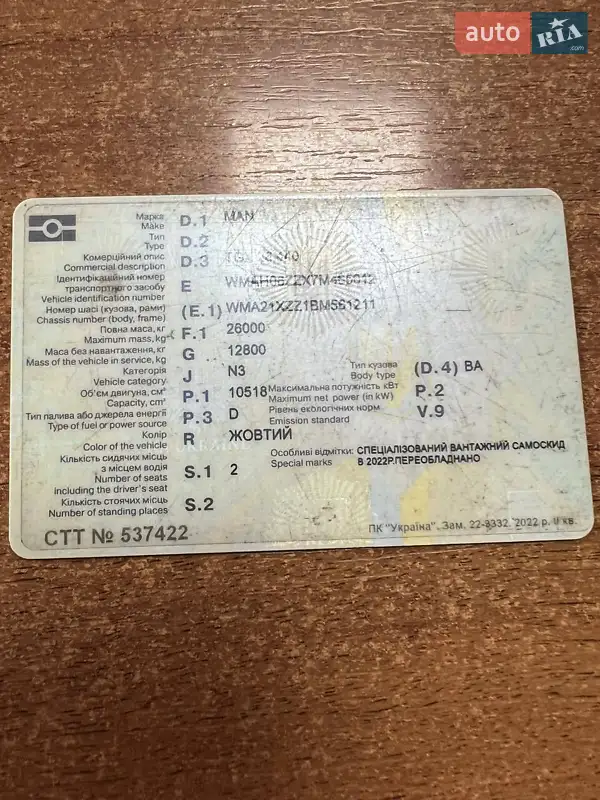 auto RIA .com
Марка
Make D.1 MAN
Тип
Type D.2
Комерційний опис
Commercial description D.3
Ідентифікаційний номер
транспортного засобу
Vehicle identification number E
Номер шасі (кузова, рами)
Chassis number (body, frame) (E.1) WMA21XZZ1BM561211
Повна маса, кг
Maximum mass, kg F.1 26000
Маса без навантаження, кг
Mass of the vehicle in service, kg G 12800
Категорія
Vehicle category J N3
Тип кузова
Body type (D.4) ВА
Об'єм двигуна, см³
Capacity, cm³ P.1 10518
Максимальна потужність кВт
Maximum net power (in kW) P.2
Тип палива або джерела енергії
Type of fuel or power source P.3 D
Рівень екологічних норм
Emission standard V.9
Колір
Color of the vehicle R ЖОВТИЙ
Кількість сидячих місць
з місцем водія
Number of seats
including the driver's seat S.1 2
Особливі відмітки: СПЕЦІАЛІЗОВАНИЙ ВАНТАЖНИЙ САМОСКИД
Special marks В 2022Р.ПЕРЕОБЛАДНАНО
Кількість стоячих місць
Number of standing places S.2
СТТ № 537422
ПК "Україна". Зам. 22-3332. 2022 р. II кв.